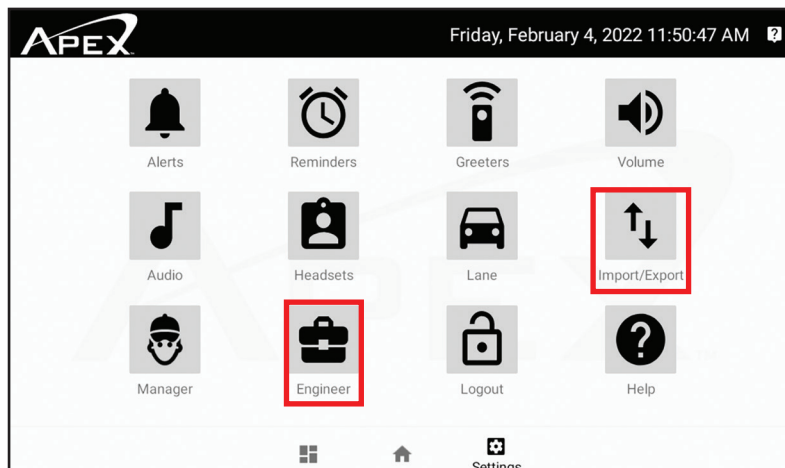 APEX
Friday, February 4, 2022 11:50:47 AM
Alerts
Reminders
Greeters
Volume
Audio
Headsets
Lane
Import/Export
Manager
Engineer
Logout
Help
APEX
Settings